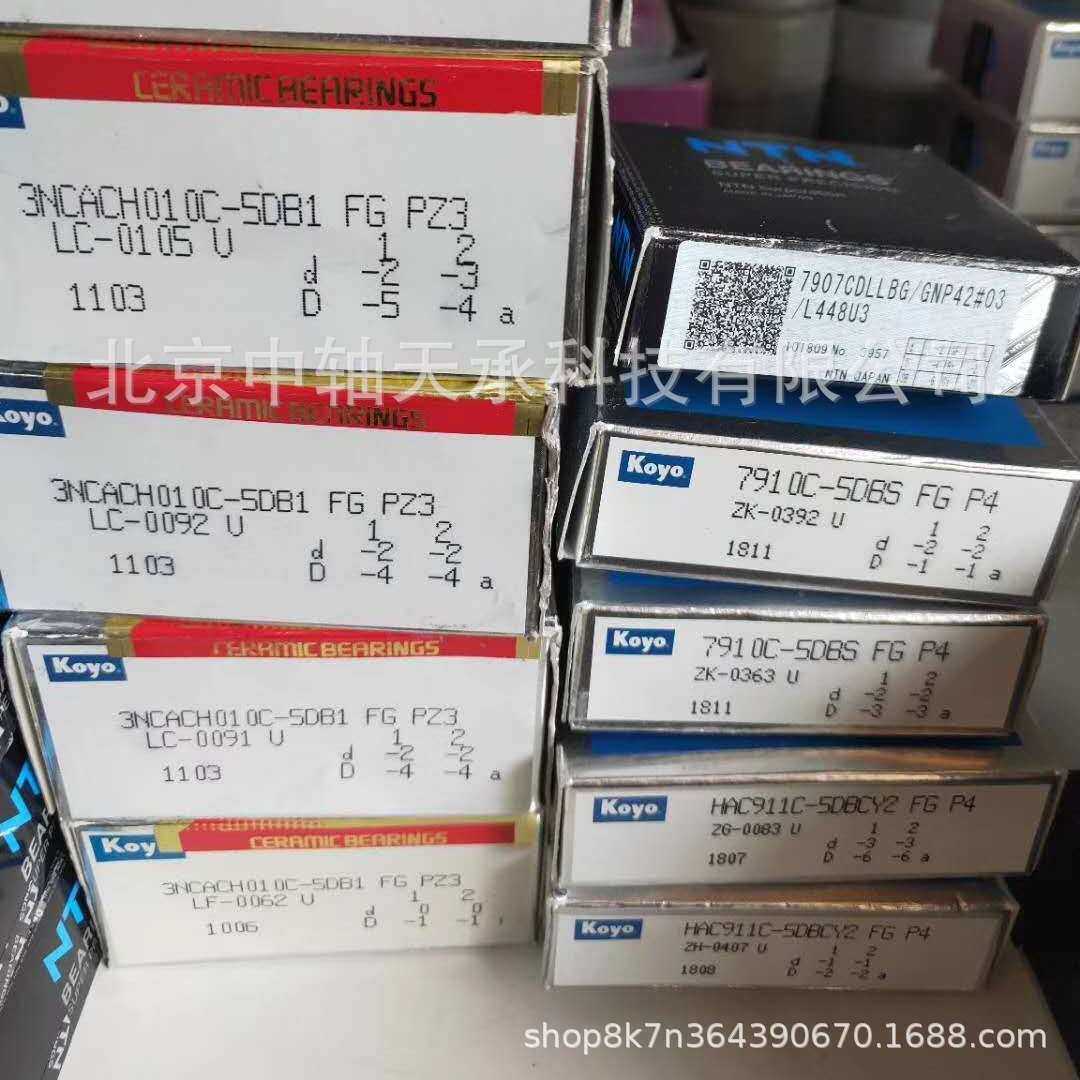 CERAMIC BEARINGS
3NCACH010C-5DB1 FG PZ3
LC-0105 U
1 2
d -2 -3
1103 D -5 -4 a
Koyo
CERAMIC BEARINGS
3NCACH010C-5DB1 FG PZ3
LC-0092 U
1 2
d -2 -2
1103 D -4 -4 a
Koyo
CERAMIC BEARINGS
3NCACH010C-5DB1 FG PZ3
LC-0091 U
1 2
d -2 -2
1103 D -4 -4 a
Koy
CERAMIC BEARINGS
3NCACH010C-5DB1 FG PZ3
LF-0062 U
1 2
d 0 0
1006 D -1 -1
NTN
BEARINGS
NTN
7907CDLLBG/GNP42#03
/L448U3
NTN JAPAN
Koyo
7910C-5DBS FG P4
ZK-0392 U
1 2
d -2 -2
1811 D -1 -1 a
Koyo
7910C-5DBS FG P4
ZK-0363 U
1 2
d -2 -2
1811 D -3 -3 a
Koyo
HAC911C-5DBCY2 FG P4
ZG-0083 U
1 2
d -3 -3
1807 D -6 -6 a
Koyo
HAC911C-5DBCY2 FG P4
ZH-0407 U
1 2
d -1 -1
1808 D -2 -2 a
Koyo
北京中轴天承科技有限公司
shop8k7n364390670.1688.com